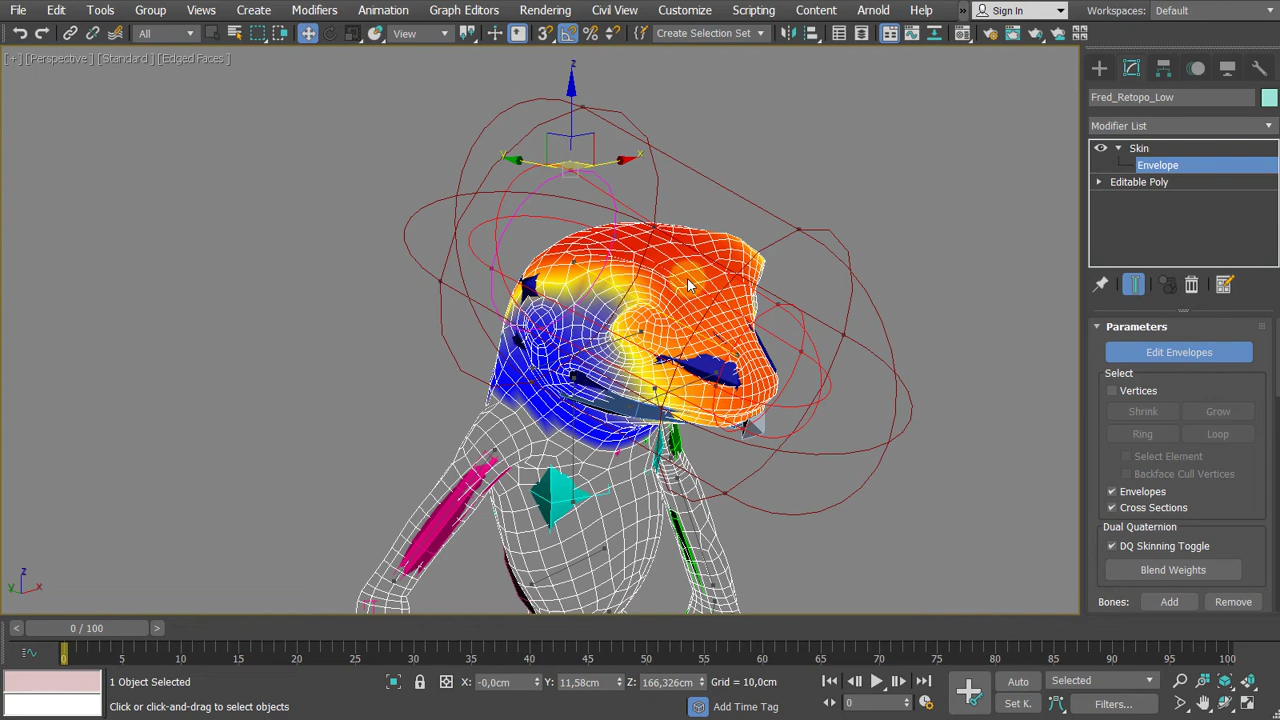 File Edit Tools Group Views Create Modifiers Animation Graph Editors Rendering Civil View Customize Scripting Content Arnold Help » Sign In Workspaces: Default
All View Create Selection Set
[+] [Perspective] [Standard] [Edged Faces]
z
y x
Fred_Retopo_Low
Modifier List
Skin
Envelope
Editable Poly
Parameters
Edit Envelopes
Select
Vertices
Shrink Grow
Ring Loop
Select Element
Backface Cull Vertices
Envelopes
Cross Sections
Dual Quaternion
DQ Skinning Toggle
Blend Weights
Bones: Add Remove
z
y x
< 0 / 100 >
0 5 10 15 20 25 30 35 40 45 50 55 60 65 70 75 80 85 90 95 100
1 Object Selected X: -0,0cm Y: 11,58cm Z: 166,326cm Grid = 10,0cm Auto Selected
Click or click-and-drag to select objects Add Time Tag 0 Set K. Filters...